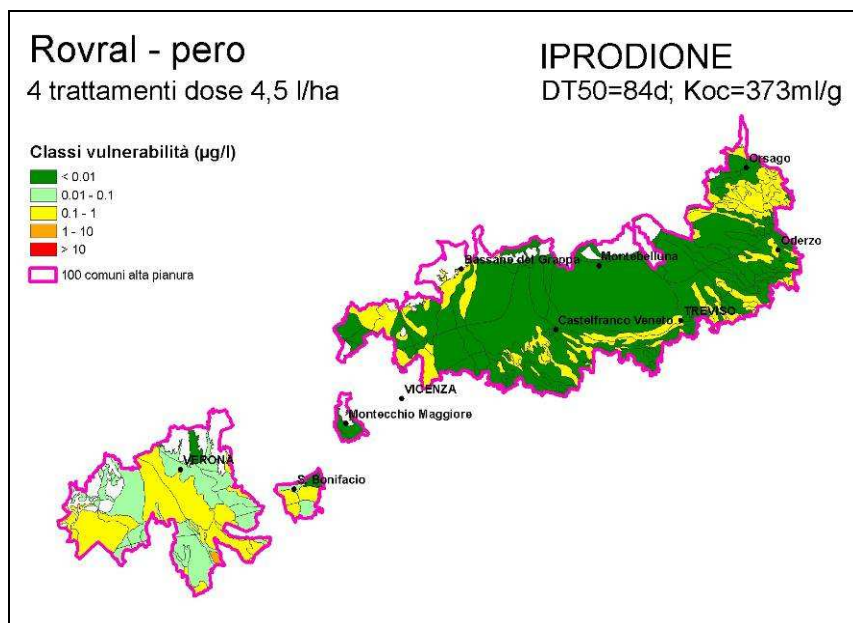 Rovral - pero
4 trattamenti dose 4,5 l/ha
IPRODIONE
DT50=84d; Koc=373ml/g
Classi vulnerabilità (µg/l)
< 0.01
0.01 - 0.1
0.1 - 1
1 - 10
> 10
100 comuni alta pianura
Orsago
Oderzo
Bassano del Grappa
Montebelluna
TREVISO
Castelfranco Veneto
VICENZA
Montecchio Maggiore
VERONA
S. Bonifacio